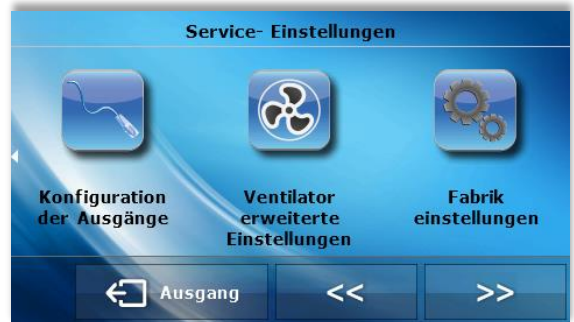 Service- Einstellungen
Konfiguration
der Ausgänge
Ventilator
erweiterte
Einstellungen
Fabrik
einstellungen
Ausgang
<<
>>